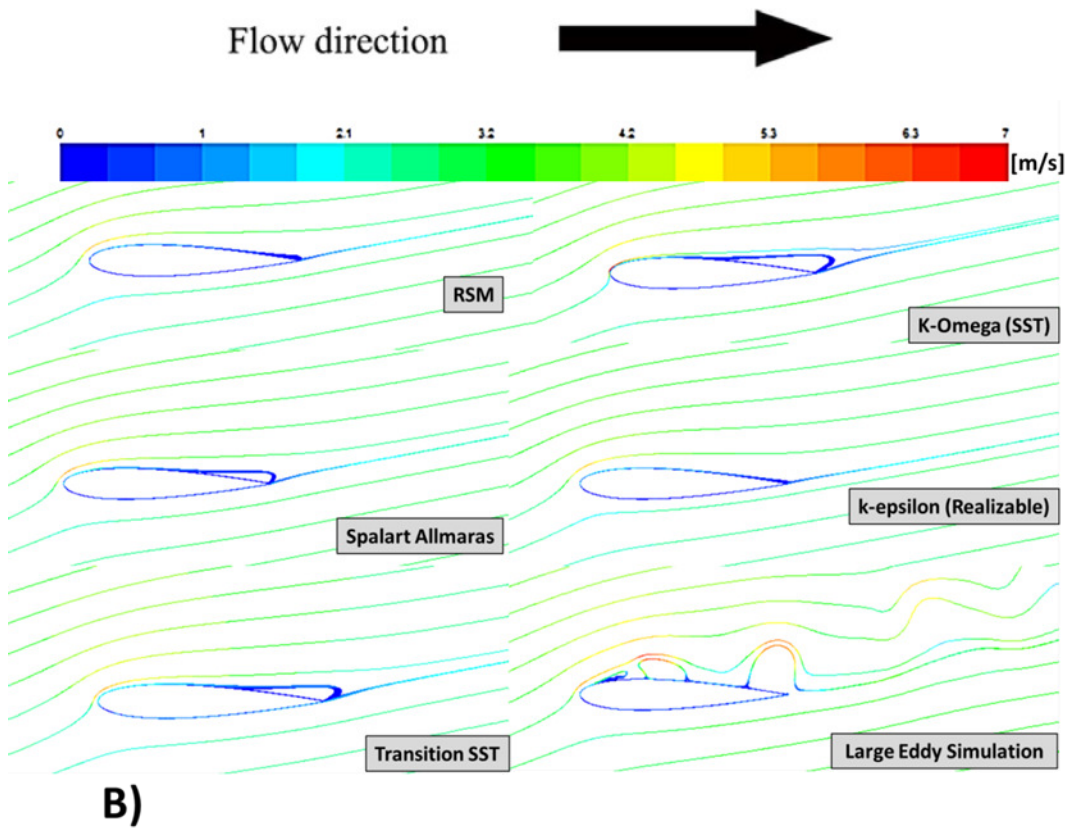 Flow direction
0 1 2.1 3.2 4.2 5.3 6.3 7
[m/s]
RSM
K-Omega (SST)
Spalart Allmaras
k-epsilon (Realizable)
Transition SST
Large Eddy Simulation
B)